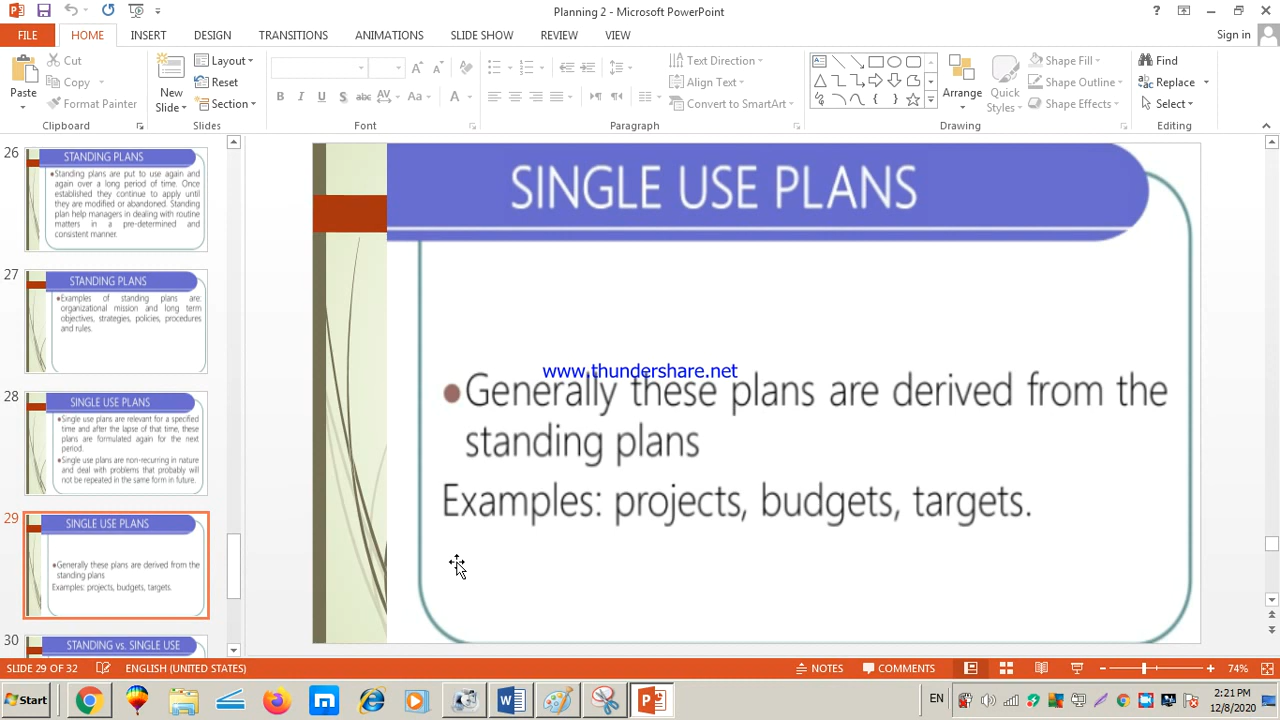 Planning 2 - Microsoft PowerPoint
?
FILE HOME INSERT DESIGN TRANSITIONS ANIMATIONS SLIDE SHOW REVIEW VIEW Sign in
Paste Cut Copy Format Painter New Slide Layout Reset Section Text Direction Align Text Convert to SmartArt Arrange Quick Styles Shape Fill Shape Outline Shape Effects Find Replace Select
B I U S abc AV Aa A
Clipboard Slides Font Paragraph Drawing Editing
26
STANDING PLANS
•Standing plans are put to use again and
again over a long period of time. Once
established they continue to apply until
they are modified or abandoned. Standing
plan help managers in dealing with routine
matters in a pre-determined and
consistent manner.
27
STANDING PLANS
•Examples of standing plans are:
organizational mission and long term
objectives, strategies, policies, procedures
and rules.
28
SINGLE USE PLANS
•Single use plans are relevant for a specified
time and after the lapse of that time, these
plans are formulated again for the next
period.
•Single use plans are non-recurring in nature
and deal with problems that probably will
not be repeated in the same form in future.
29
SINGLE USE PLANS
•Generally these plans are derived from the
standing plans
Examples: projects, budgets, targets.
30
STANDING vs. SINGLE USE
SINGLE USE PLANS
www.thundershare.net
•Generally these plans are derived from the
standing plans
Examples: projects, budgets, targets.
SLIDE 29 OF 32 ENGLISH (UNITED STATES) NOTES COMMENTS 74%
Start EN 2:21 PM
12/8/2020